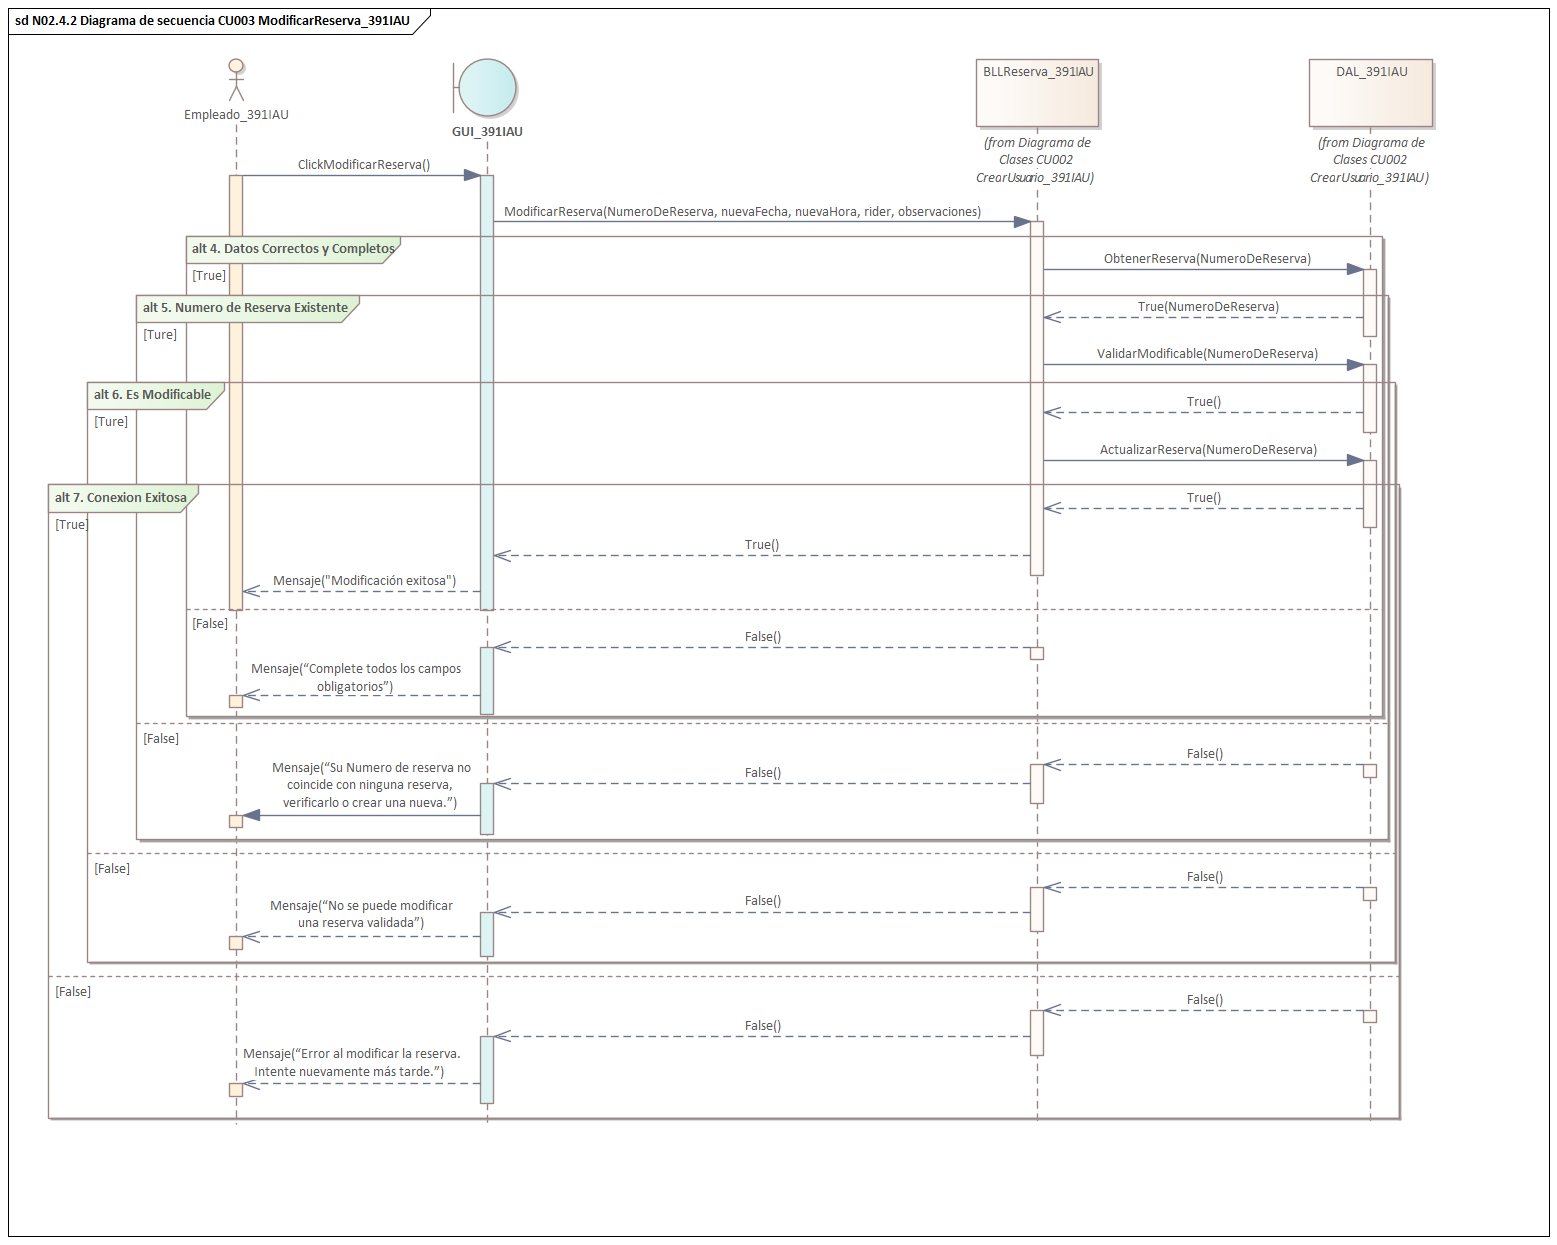 sd N02.4.2 Diagrama de secuencia CU003 ModificarReserva_391IAU
Empleado_391IAU
GUI_391IAU
BLLReserva_391IAU
(from Diagrama de
Clases CU002
CrearUsuario_391IAU)
DAL_391IAU
(from Diagrama de
Clases CU002
CrearUsuario_391IAU)
ClickModificarReserva()
ModificarReserva(NumeroDeReserva, nuevaFecha, nuevaHora, rider, observaciones)
alt 4. Datos Correctos y Completos
[True]
ObtenerReserva(NumeroDeReserva)
alt 5. Numero de Reserva Existente
[Ture]
True(NumeroDeReserva)
ValidarModificable(NumeroDeReserva)
alt 6. Es Modificable
[Ture]
True()
ActualizarReserva(NumeroDeReserva)
alt 7. Conexion Exitosa
[True]
True()
True()
Mensaje("Modificación exitosa")
[False]
False()
Mensaje(“Complete todos los campos
obligatorios”)
[False]
False()
False()
Mensaje(“Su Numero de reserva no
coincide con ninguna reserva,
verificarlo o crear una nueva.”)
[False]
False()
False()
Mensaje(“No se puede modificar
una reserva validada”)
[False]
False()
False()
Mensaje(“Error al modificar la reserva.
Intente nuevamente más tarde.”)